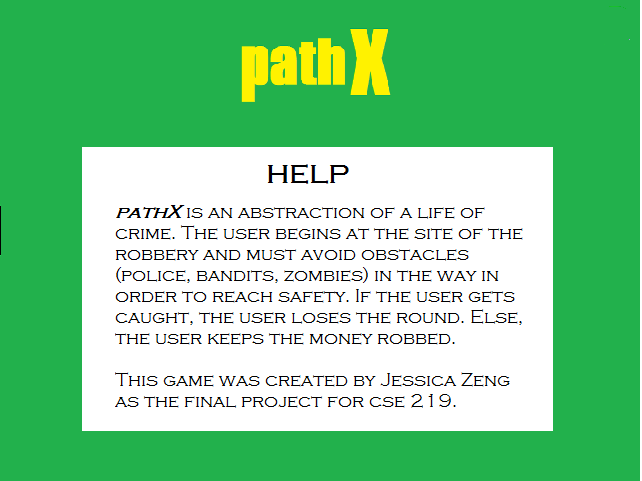 pathX
HELP
pathX is an abstraction of a life of
crime. The user begins at the site of the
robbery and must avoid obstacles
(police, bandits, zombies) in the way in
order to reach safety. If the user gets
caught, the user loses the round. Else,
the user keeps the money robbed.
This game was created by Jessica Zeng
as the final project for cse 219.